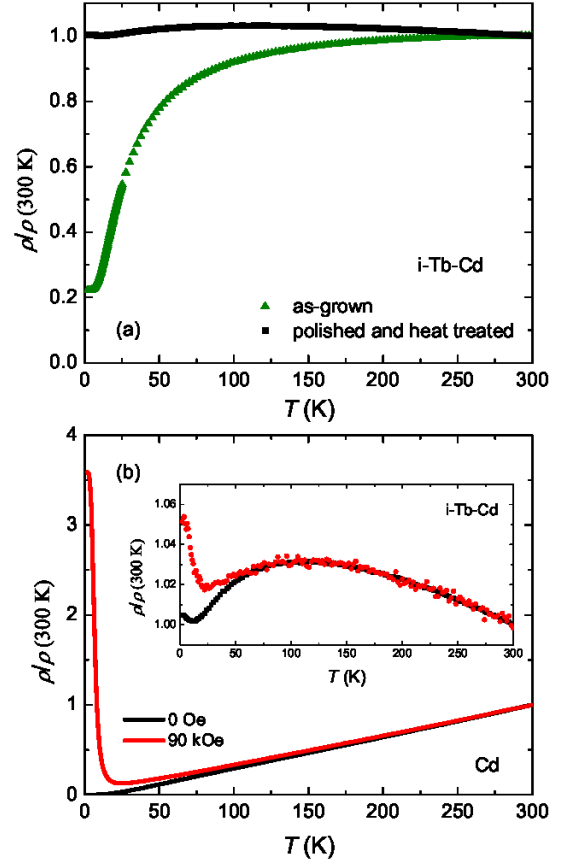 1.0
0.8
0.6
0.4
0.2
0.0
ρ/ρ (300 K)
i-Tb-Cd
as-grown
polished and heat treated
(a)
0 50 100 150 200 250 300
T (K)
4
3
2
1
0
ρ/ρ (300 K)
(b)
1.06
1.04
1.02
1.00
ρ/ρ (300 K)
i-Tb-Cd
0 50 100 150 200 250 300
T (K)
0 Oe
90 kOe
Cd
0 50 100 150 200 250 300
T (K)